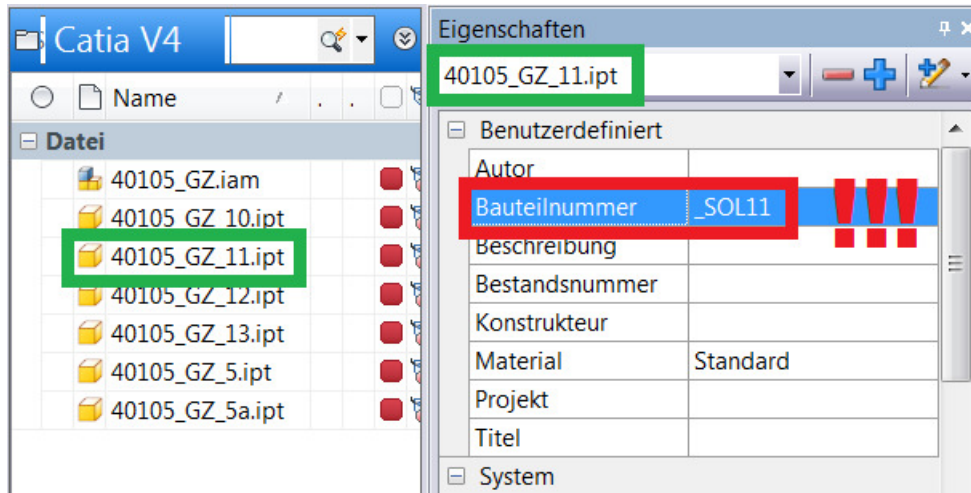 Catia V4
Name
Datei
40105_GZ.iam
40105_GZ_10.ipt
40105_GZ_11.ipt
40105_GZ_12.ipt
40105_GZ_13.ipt
40105_GZ_5.ipt
40105_GZ_5a.ipt
Eigenschaften
40105_GZ_11.ipt
Benutzerdefiniert
Autor
Bauteilnummer _SOL11 !!!
Beschreibung
Bestandsnummer
Konstrukteur
Material Standard
Projekt
Titel
System